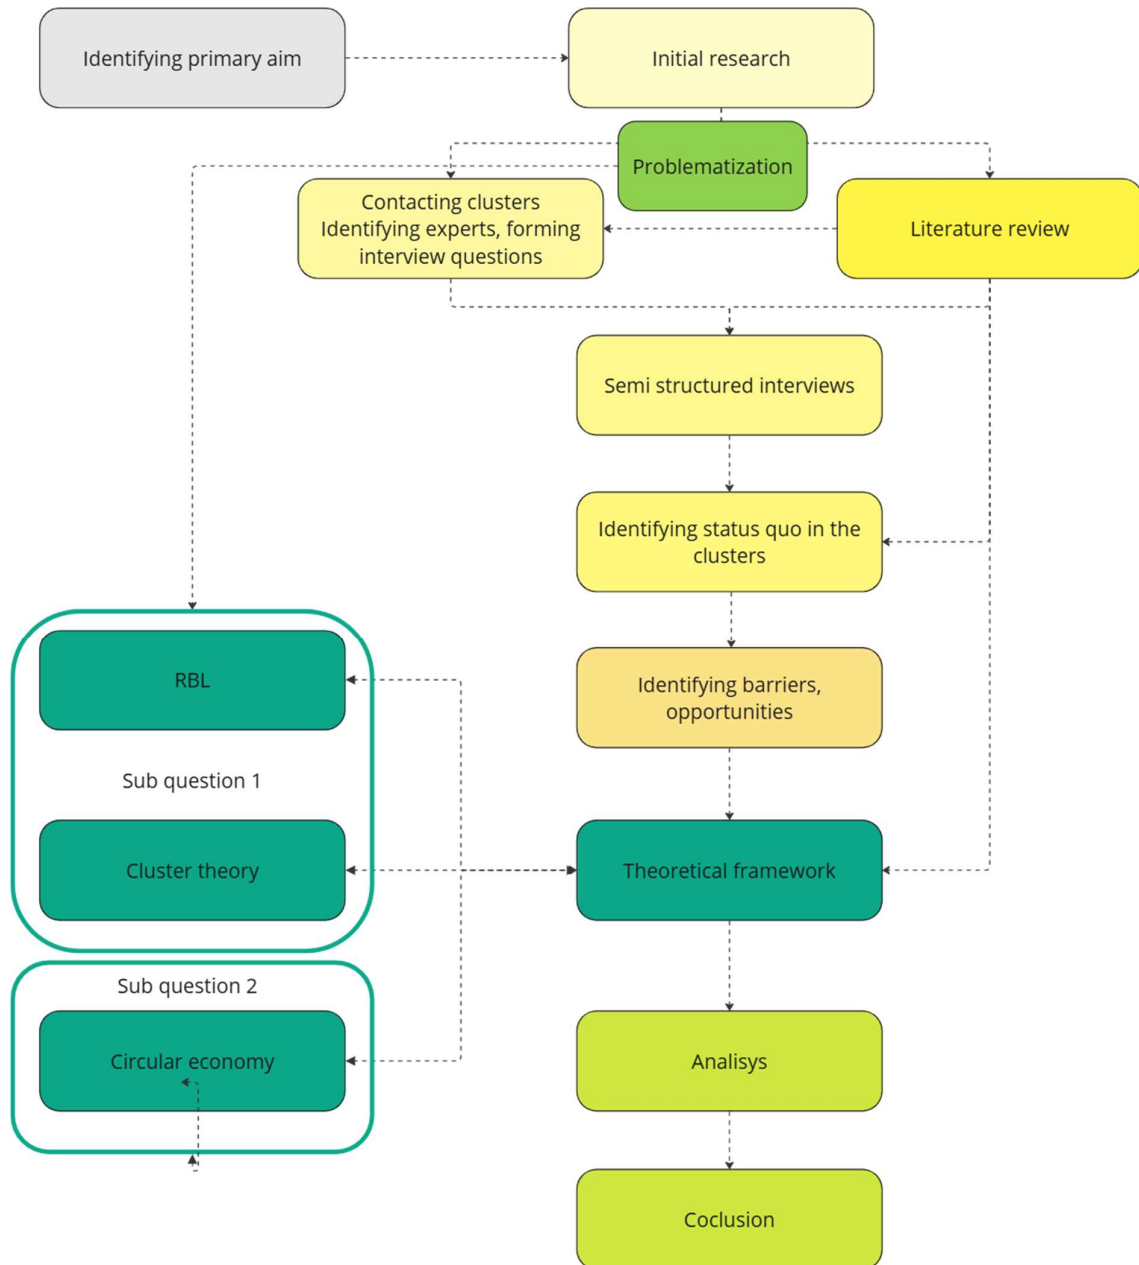 Identifying primary aim
Initial research
Problematization
Contacting clusters
Identifying experts, forming
interview questions
Literature review
Semi structured interviews
Identifying status quo in the
clusters
RBL
Identifying barriers,
opportunities
Sub question 1
Cluster theory
Theoretical framework
Sub question 2
Circular economy
Analisys
Coclusion